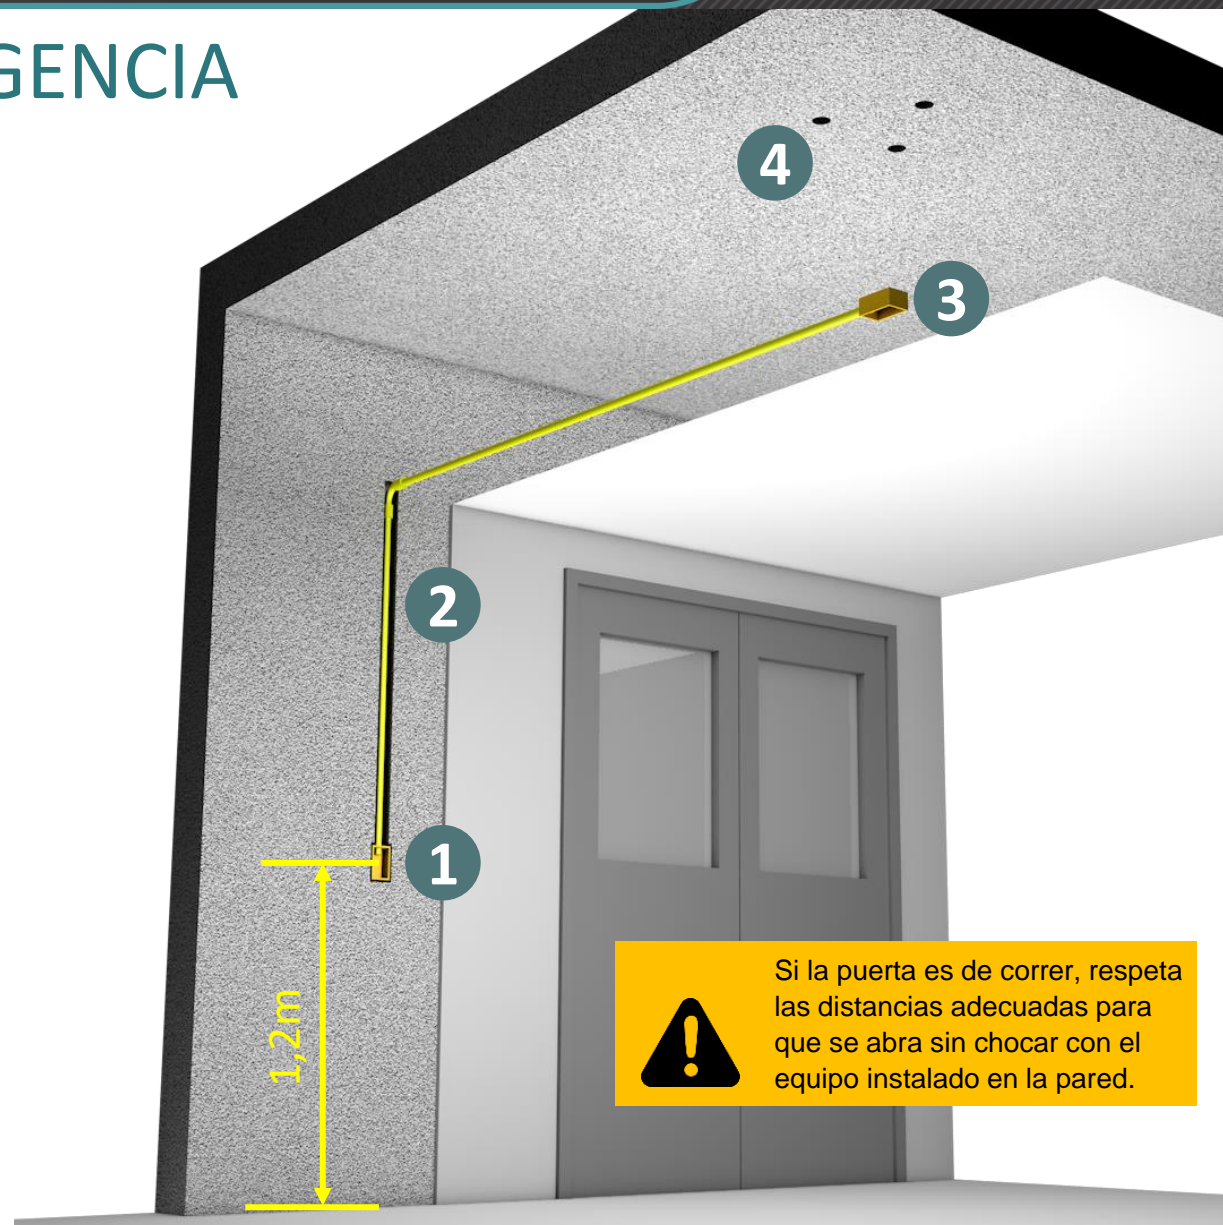 GENCIA
4
3
2
1
1,2m
Si la puerta es de correr, respeta
las distancias adecuadas para
que se abra sin chocar con el
equipo instalado en la pared.